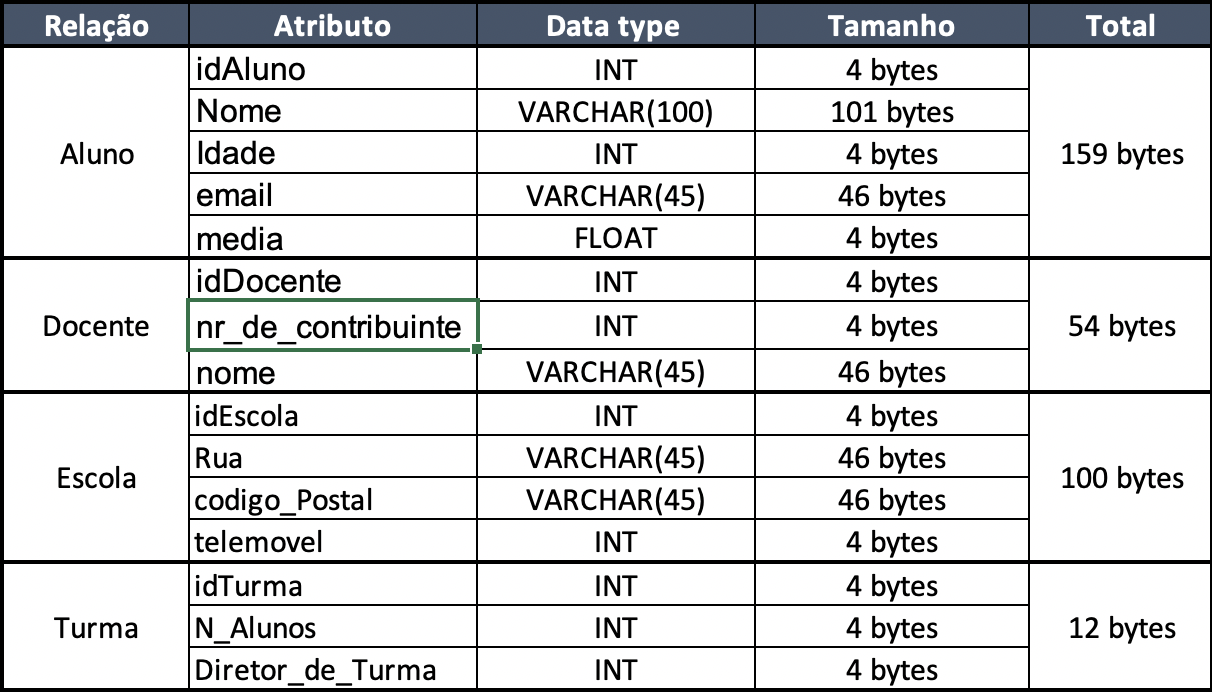 Relação Atributo Data type Tamanho Total
idAluno INT 4 bytes
Nome VARCHAR(100) 101 bytes
Aluno Idade INT 4 bytes 159 bytes
email VARCHAR(45) 46 bytes
media FLOAT 4 bytes
idDocente INT 4 bytes
Docente nr_de_contribuinte INT 4 bytes 54 bytes
nome VARCHAR(45) 46 bytes
idEscola INT 4 bytes
Rua VARCHAR(45) 46 bytes
Escola 100 bytes
codigo_Postal VARCHAR(45) 46 bytes
telemovel INT 4 bytes
idTurma INT 4 bytes
Turma N_Alunos INT 4 bytes 12 bytes
Diretor_de_Turma INT 4 bytes